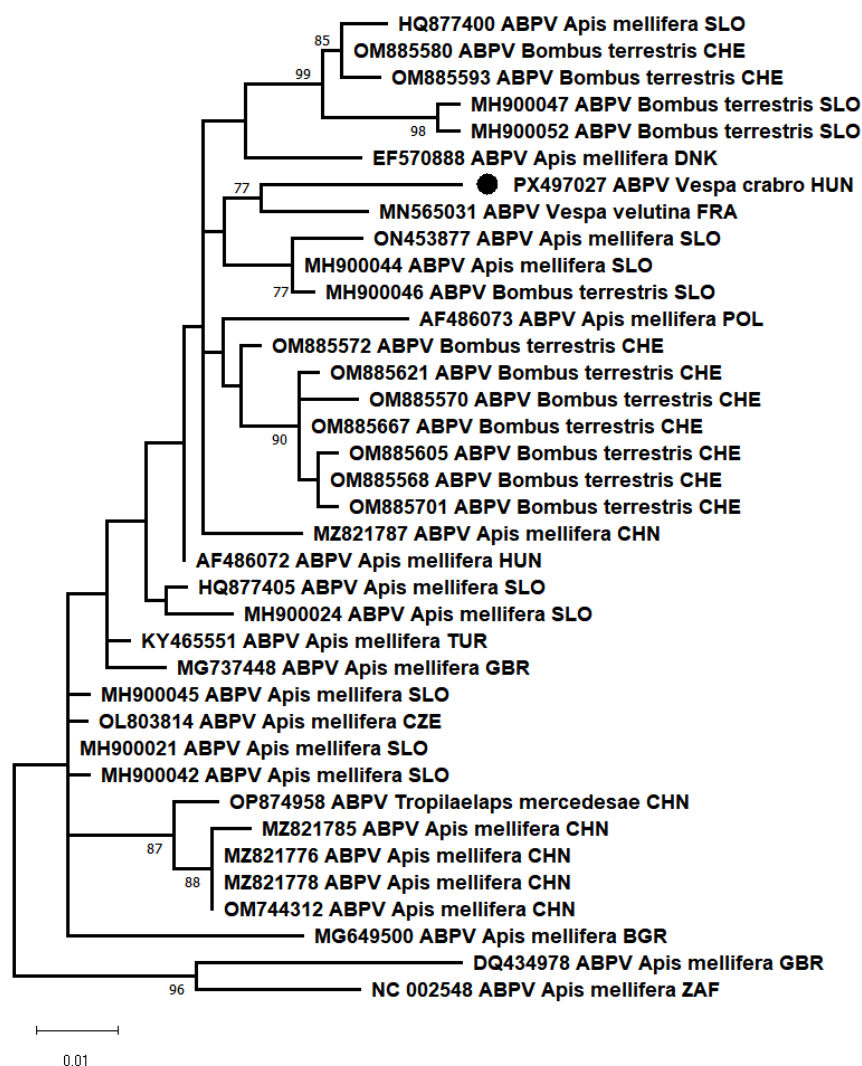 HQ877400 ABPV Apis mellifera SLO
85
OM885580 ABPV Bombus terrestris CHE
99
OM885593 ABPV Bombus terrestris CHE
MH900047 ABPV Bombus terrestris SLO
98
MH900052 ABPV Bombus terrestris SLO
EF570888 ABPV Apis mellifera DNK
77
PX497027 ABPV Vespa crabro HUN
MN565031 ABPV Vespa velutina FRA
ON453877 ABPV Apis mellifera SLO
MH900044 ABPV Apis mellifera SLO
77
MH900046 ABPV Bombus terrestris SLO
AF486073 ABPV Apis mellifera POL
OM885572 ABPV Bombus terrestris CHE
OM885621 ABPV Bombus terrestris CHE
OM885570 ABPV Bombus terrestris CHE
OM885667 ABPV Bombus terrestris CHE
90
OM885605 ABPV Bombus terrestris CHE
OM885568 ABPV Bombus terrestris CHE
OM885701 ABPV Bombus terrestris CHE
MZ821787 ABPV Apis mellifera CHN
AF486072 ABPV Apis mellifera HUN
HQ877405 ABPV Apis mellifera SLO
MH900024 ABPV Apis mellifera SLO
KY465551 ABPV Apis mellifera TUR
MG737448 ABPV Apis mellifera GBR
MH900045 ABPV Apis mellifera SLO
OL803814 ABPV Apis mellifera CZE
MH900021 ABPV Apis mellifera SLO
MH900042 ABPV Apis mellifera SLO
OP874958 ABPV Tropilaelaps mercedesae CHN
MZ821785 ABPV Apis mellifera CHN
87
MZ821776 ABPV Apis mellifera CHN
MZ821778 ABPV Apis mellifera CHN
88
OM744312 ABPV Apis mellifera CHN
MG649500 ABPV Apis mellifera BGR
DQ434978 ABPV Apis mellifera GBR
96
NC 002548 ABPV Apis mellifera ZAF
0.01